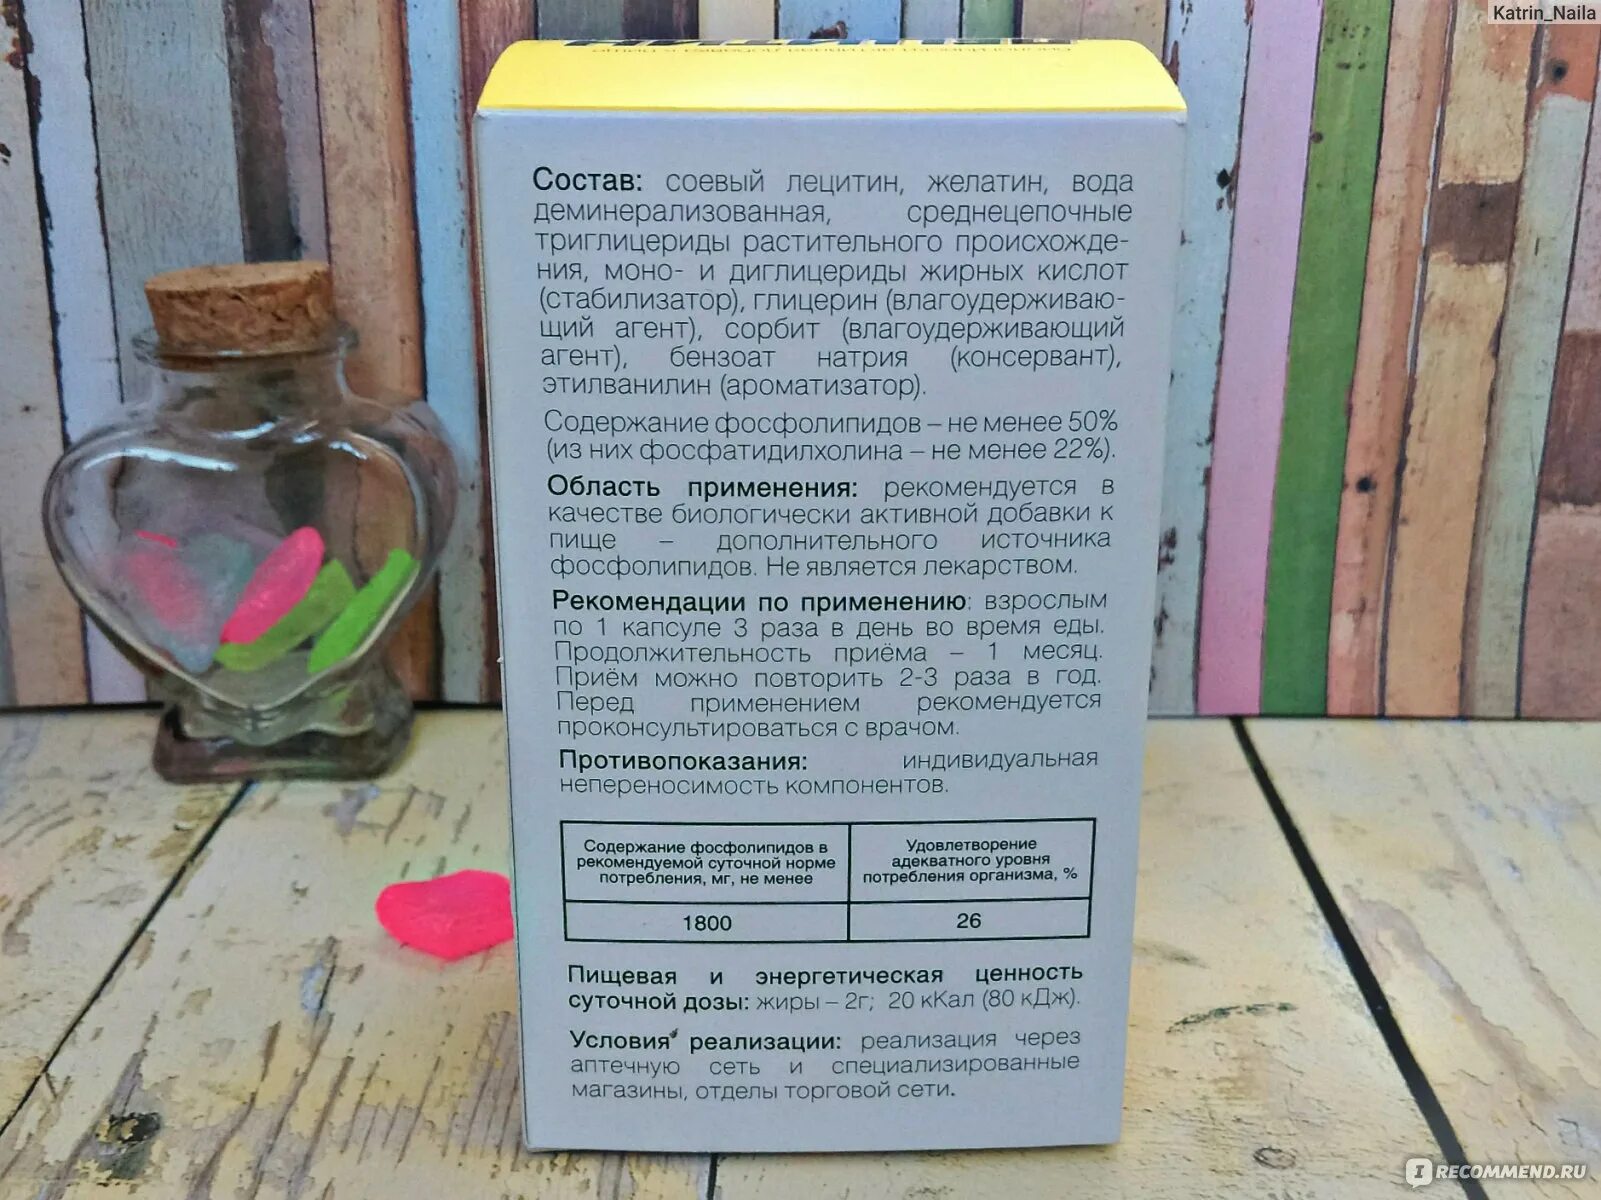 Katrin_Naila
Состав: соевый лецитин, желатин, вода
деминерализованная, среднецепочные
триглицериды растительного происхожде-
ния, моно- и диглицериды жирных кислот
(стабилизатор), глицерин (влагоудерживаю-
щий агент), сорбит (влагоудерживающий
агент), бензоат натрия (консервант),
этилванилин (ароматизатор).
Содержание фосфолипидов – не менее 50%
(из них фосфатидилхолина – не менее 22%).
Область применения: рекомендуется в
качестве биологически активной добавки к
пище – дополнительного источника
фосфолипидов. Не является лекарством.
Рекомендации по применению: взрослым
по 1 капсуле 3 раза в день во время еды.
Продолжительность приёма – 1 месяц.
Приём можно повторить 2-3 раза в год.
Перед применением рекомендуется
проконсультироваться с врачом.
Противопоказания: индивидуальная
непереносимость компонентов.
Содержание фосфолипидов в
рекомендуемой суточной норме
потребления, мг, не менее
Удовлетворение
адекватного уровня
потребления организма, %
1800
26
Пищевая и энергетическая ценность
суточной дозы: жиры – 2г; 20 кКал (80 кДж).
Условия реализации: реализация через
аптечную сеть и специализированные
магазины, отделы торговой сети.
IRECOMMEND.RU